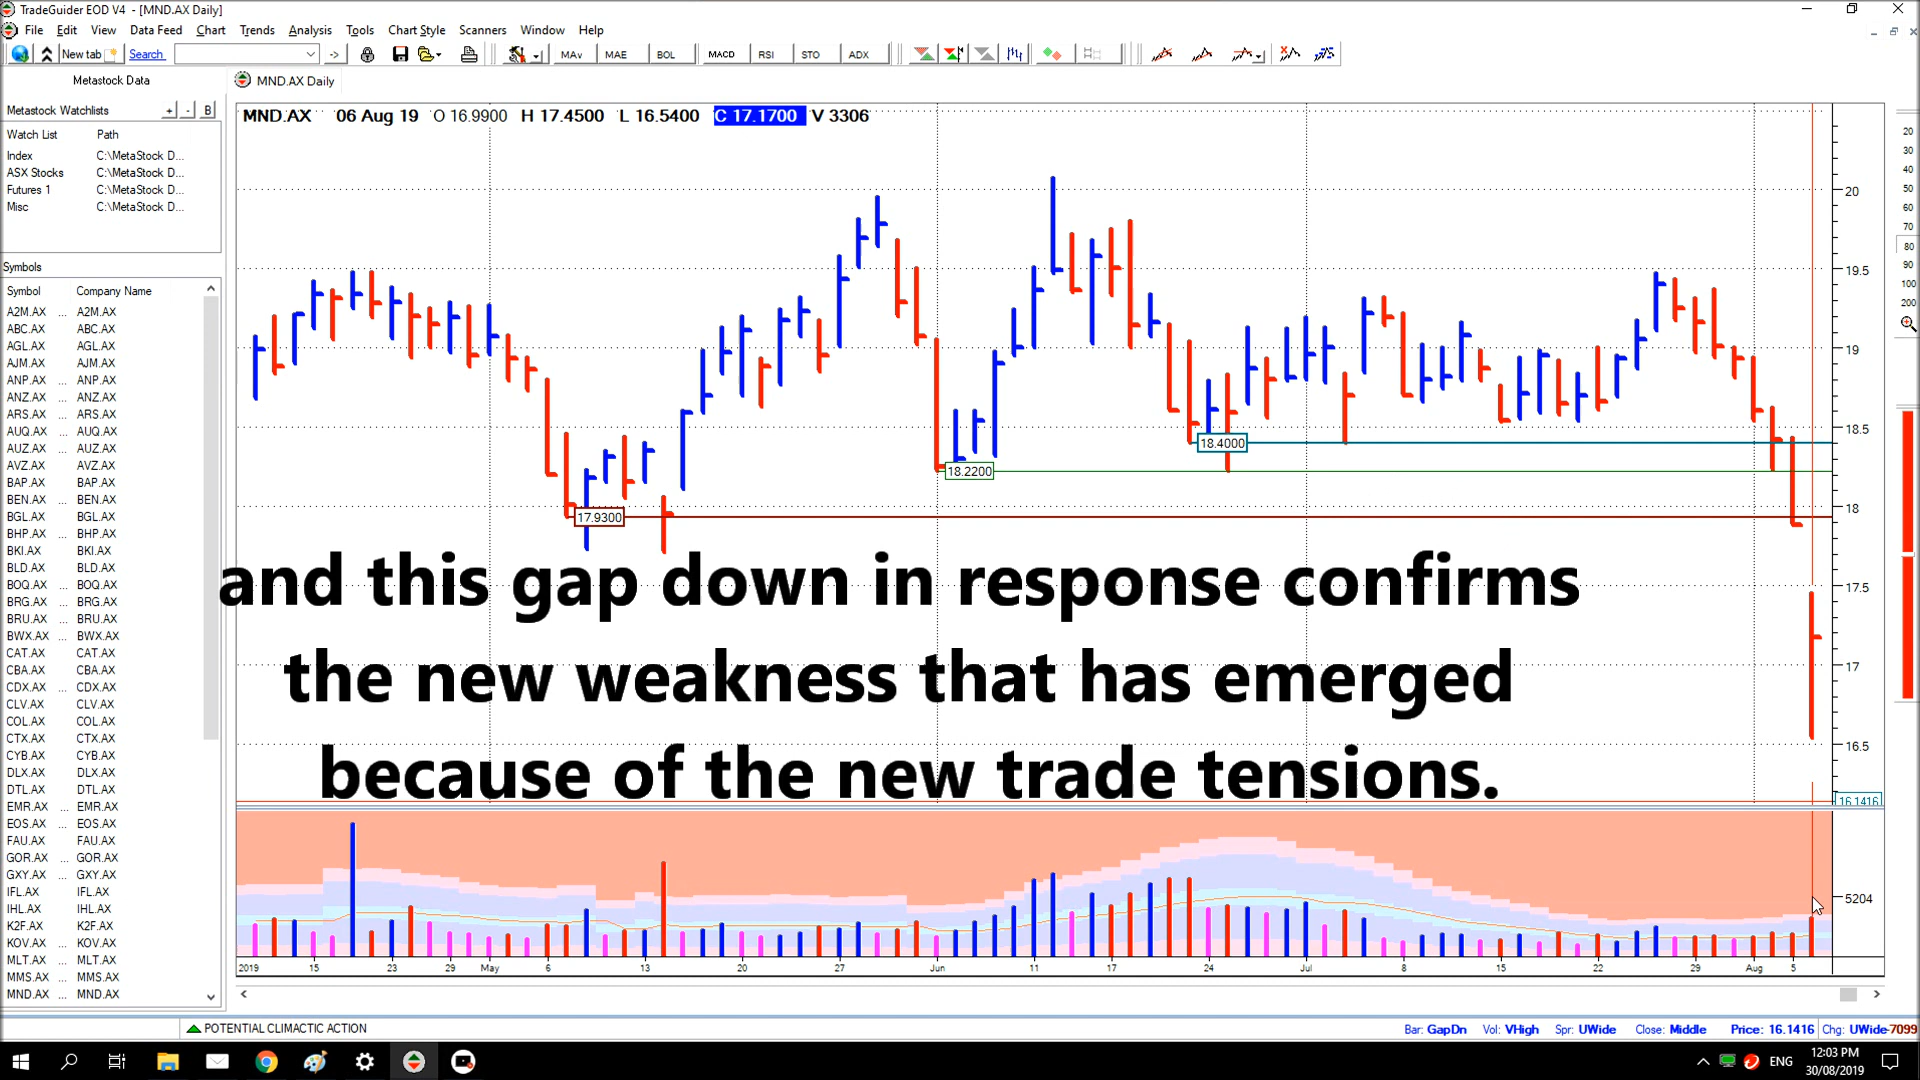 TradeGuider EOD V4 - [MND.AX Daily]
File Edit View Data Feed Chart Trends Analysis Tools Chart Style Scanners Window Help
New tab Search -> MAv MAE BOL MACD RSI STO ADX
Metastock Data
MND.AX Daily
Metastock Watchlists + - B
Watch List Path
Index C:\MetaStock D...
ASX Stocks C:\MetaStock D...
Futures 1 C:\MetaStock D...
Misc C:\MetaStock D...
Symbols
Symbol Company Name
A2M.AX ... A2M.AX
ABC.AX ABC.AX
AGL.AX AGL.AX
AJM.AX AJM.AX
ANP.AX ... ANP.AX
ANZ.AX ... ANZ.AX
ARS.AX ... ARS.AX
AUQ.AX ... AUQ.AX
AUZ.AX ... AUZ.AX
AVZ.AX AVZ.AX
BAP.AX BAP.AX
BEN.AX ... BEN.AX
BGL.AX BGL.AX
BHP.AX ... BHP.AX
BKI.AX BKI.AX
BLD.AX BLD.AX
BOQ.AX ... BOQ.AX
BRG.AX ... BRG.AX
BRU.AX ... BRU.AX
BWX.AX ... BWX.AX
CAT.AX CAT.AX
CBA.AX CBA.AX
CDX.AX ... CDX.AX
CLV.AX CLV.AX
COL.AX COL.AX
CTX.AX CTX.AX
CYB.AX CYB.AX
DLX.AX DLX.AX
DTL.AX DTL.AX
EMR.AX ... EMR.AX
EOS.AX EOS.AX
FAU.AX FAU.AX
GOR.AX ... GOR.AX
GXY.AX ... GXY.AX
IFL.AX IFL.AX
IHL.AX IHL.AX
K2F.AX K2F.AX
KOV.AX ... KOV.AX
MLT.AX ... MLT.AX
MMS.AX ... MMS.AX
MND.AX ... MND.AX
MND.AX 06 Aug 19 O 16.9900 H 17.4500 L 16.5400 C 17.1700 V 3306
20
19.5
19
18.5
18
17.5
17
16.5
16.1416
18.4000
18.2200
17.9300
and this gap down in response confirms
the new weakness that has emerged
because of the new trade tensions.
5204
2019 15 23 29 May 6 13 20 27 Jun 11 17 24 Jul 8 15 22 29 Aug 5
20
30
40
50
60
70
80
90
100
200
POTENTIAL CLIMACTIC ACTION
Bar: GapDn Vol: VHigh Spr: UWide Close: Middle Price: 16.1416 Chg: UWide-7099
ENG
12:03 PM
30/08/2019